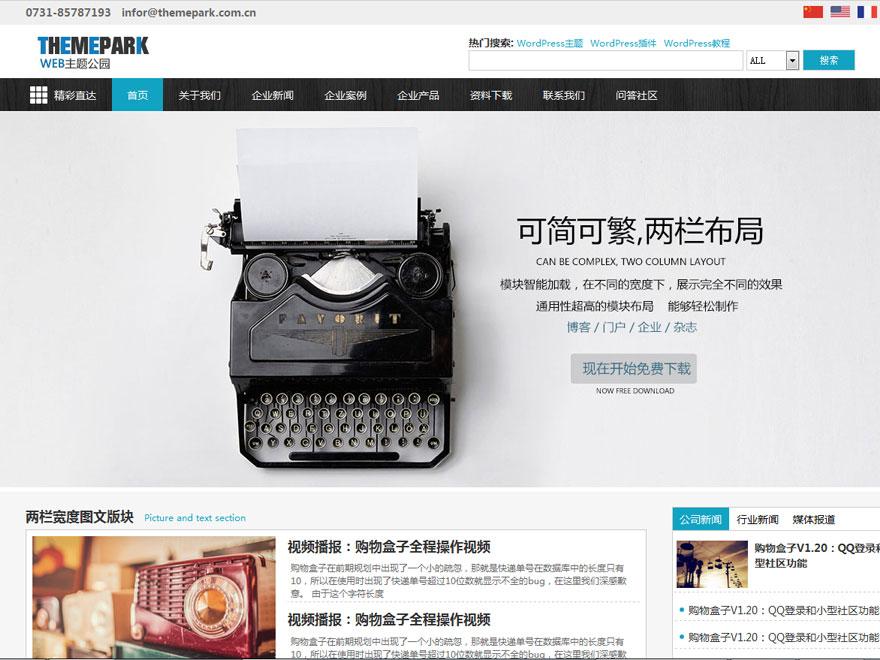 0731-85787193 infor@themepark.com.cn
THEMEPARK
WEB主题公园
热门搜索: WordPress主题 WordPress插件 WordPress教程
ALL 搜索
精彩直达 首页 关于我们 企业新闻 企业案例 企业产品 资料下载 联系我们 问答社区
FAVORIT
可简可繁,两栏布局
CAN BE COMPLEX, TWO COLUMN LAYOUT
模块智能加载，在不同的宽度下，展示完全不同的效果
通用性超高的模块布局 能够轻松制作
博客 / 门户 / 企业 / 杂志
现在开始免费下载
NOW FREE DOWNLOAD
两栏宽度图文版块 Picture and text section
视频播报：购物盒子全程操作视频
购物盒子在前期规划中出现了一个小的疏忽，那就是快递单号在数据库中的长度只有
10，所以在使用时出现了快递单号超过10位数就显示不全的bug，在这里我们深感歉
意。 由于这个字符长度
视频播报：购物盒子全程操作视频
购物盒子在前期规划中出现了一个小的疏忽，那就是快递单号在数据库中的长度只有
10，所以在使用时出现了快递单号超过10位数就显示不全的bug，在这里我们深感歉
公司新闻 行业新闻 媒体报道
购物盒子V1.20：QQ登录和
型社区功能
购物盒子V1.20：QQ登录和小型社区功能
购物盒子V1.20：QQ登录和小型社区功能